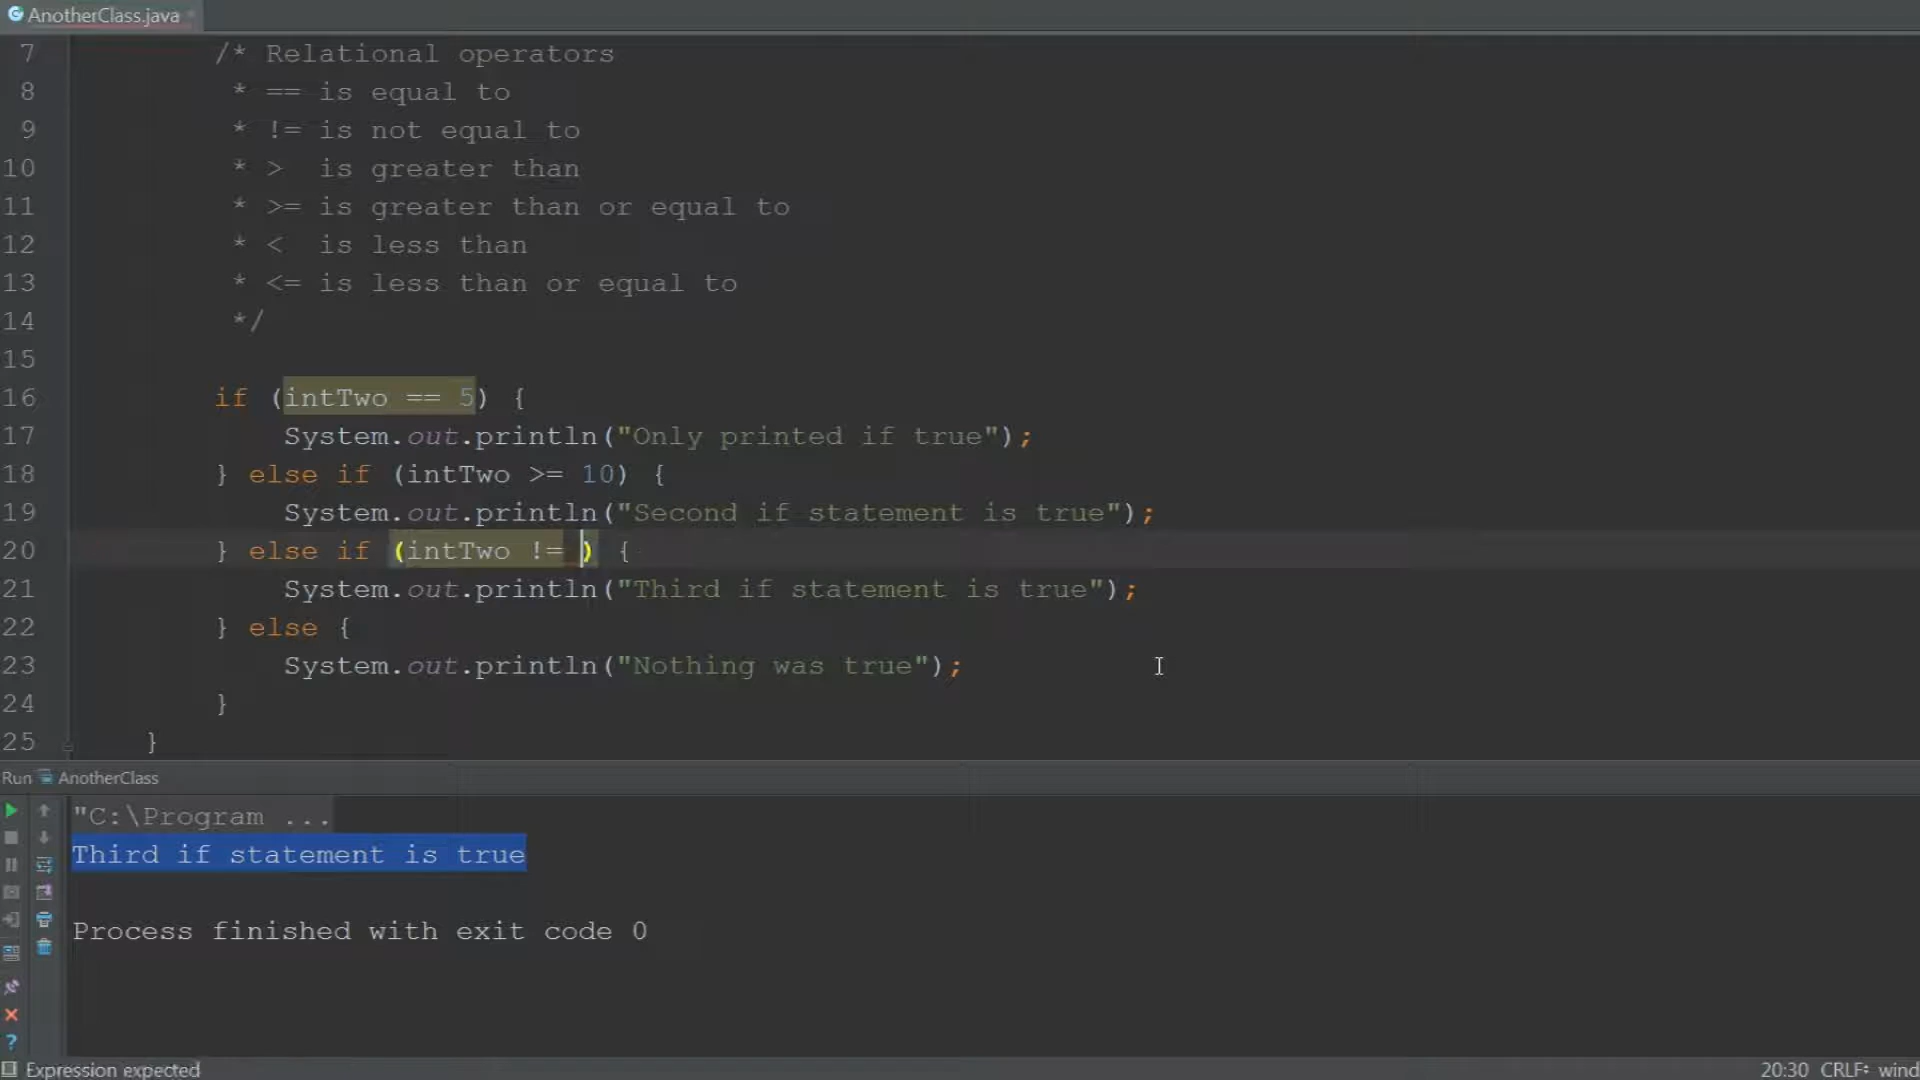 AnotherClass.java
7 /* Relational operators
8 * == is equal to
9 * != is not equal to
10 * > is greater than
11 * >= is greater than or equal to
12 * < is less than
13 * <= is less than or equal to
14 */
15
16 if (intTwo == 5) {
17 System.out.println("Only printed if true");
18 } else if (intTwo >= 10) {
19 System.out.println("Second if statement is true");
20 } else if (intTwo != ) {
21 System.out.println("Third if statement is true");
22 } else {
23 System.out.println("Nothing was true");
24 }
25 }
Run AnotherClass
"C:\Program ...
Third if statement is true
Process finished with exit code 0
Expression expected 20:30 CRLF÷ wind